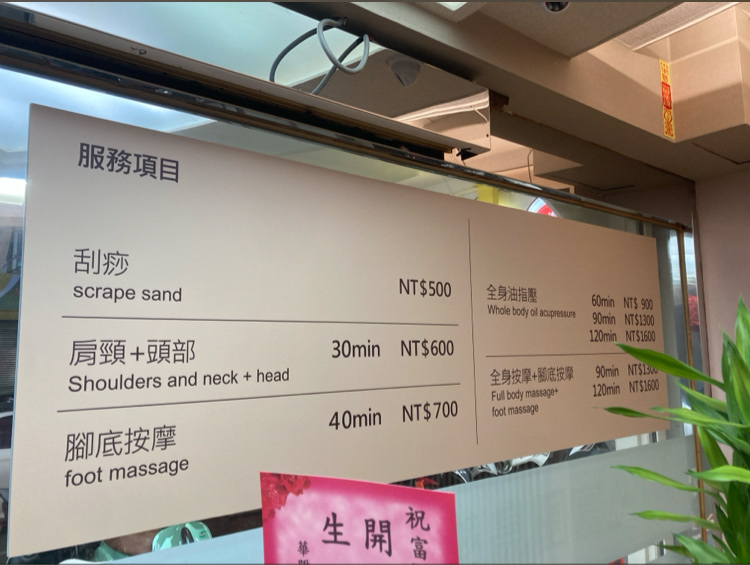 服務項目
刮痧
scrape sand
NT$500
肩頸+頭部 30min NT$600
Shoulders and neck + head
腳底按摩 40min NT$700
foot massage
全身油指壓
Whole body oil acupressure
60min NT$ 900
90min NT$1300
120min NT$1600
全身按摩+腳底按摩
Full body massage+
foot massage
90min NT$1300
120min NT$1600
祝富
開
生
華